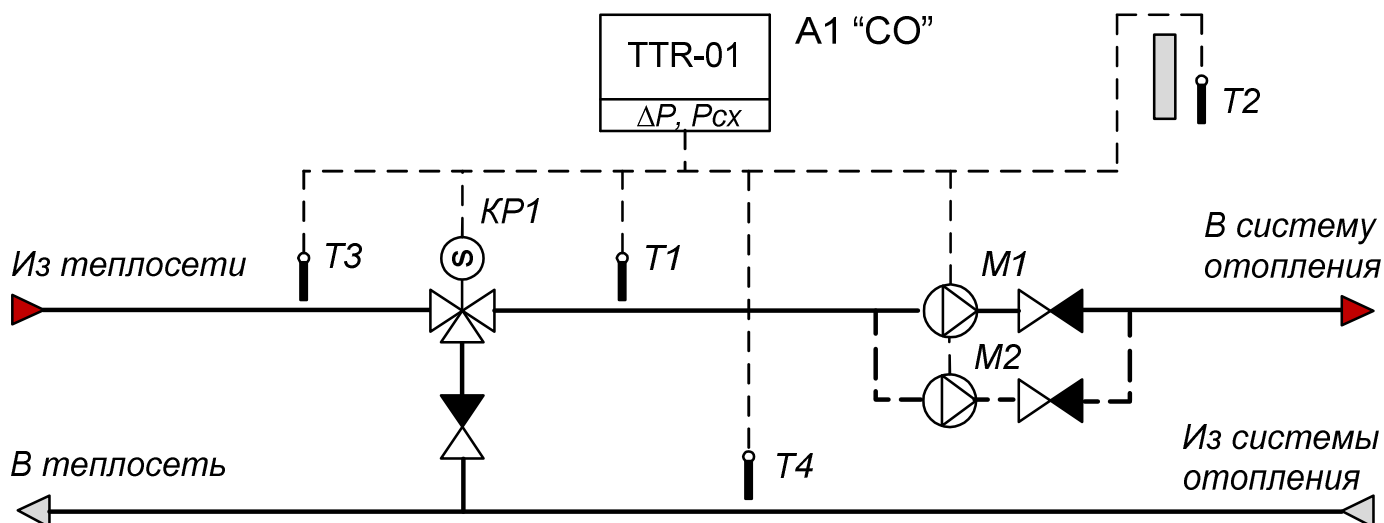 TTR-01
ΔP, Pcx
A1 “CO”
T2
КР1
Из теплосети
T3
S
T1
M1
В систему
отопления
M2
В теплосеть
T4
Из системы
отопления